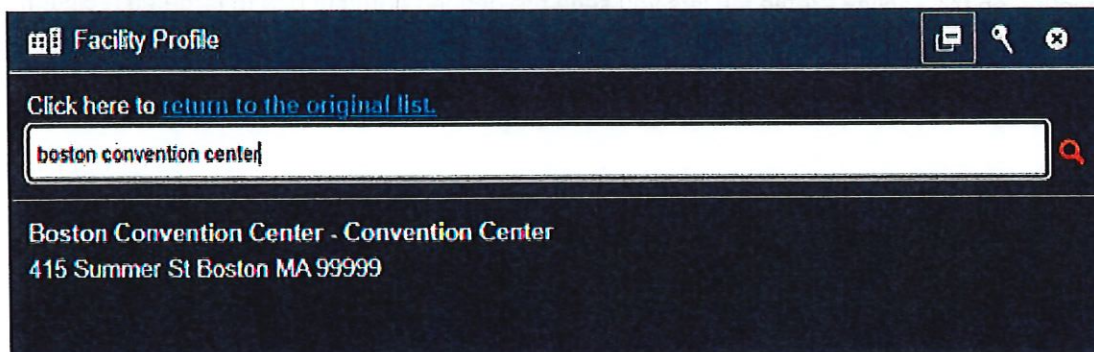 Facility Profile
Click here to return to the original list.
boston convention center
Boston Convention Center - Convention Center
415 Summer St Boston MA 99999